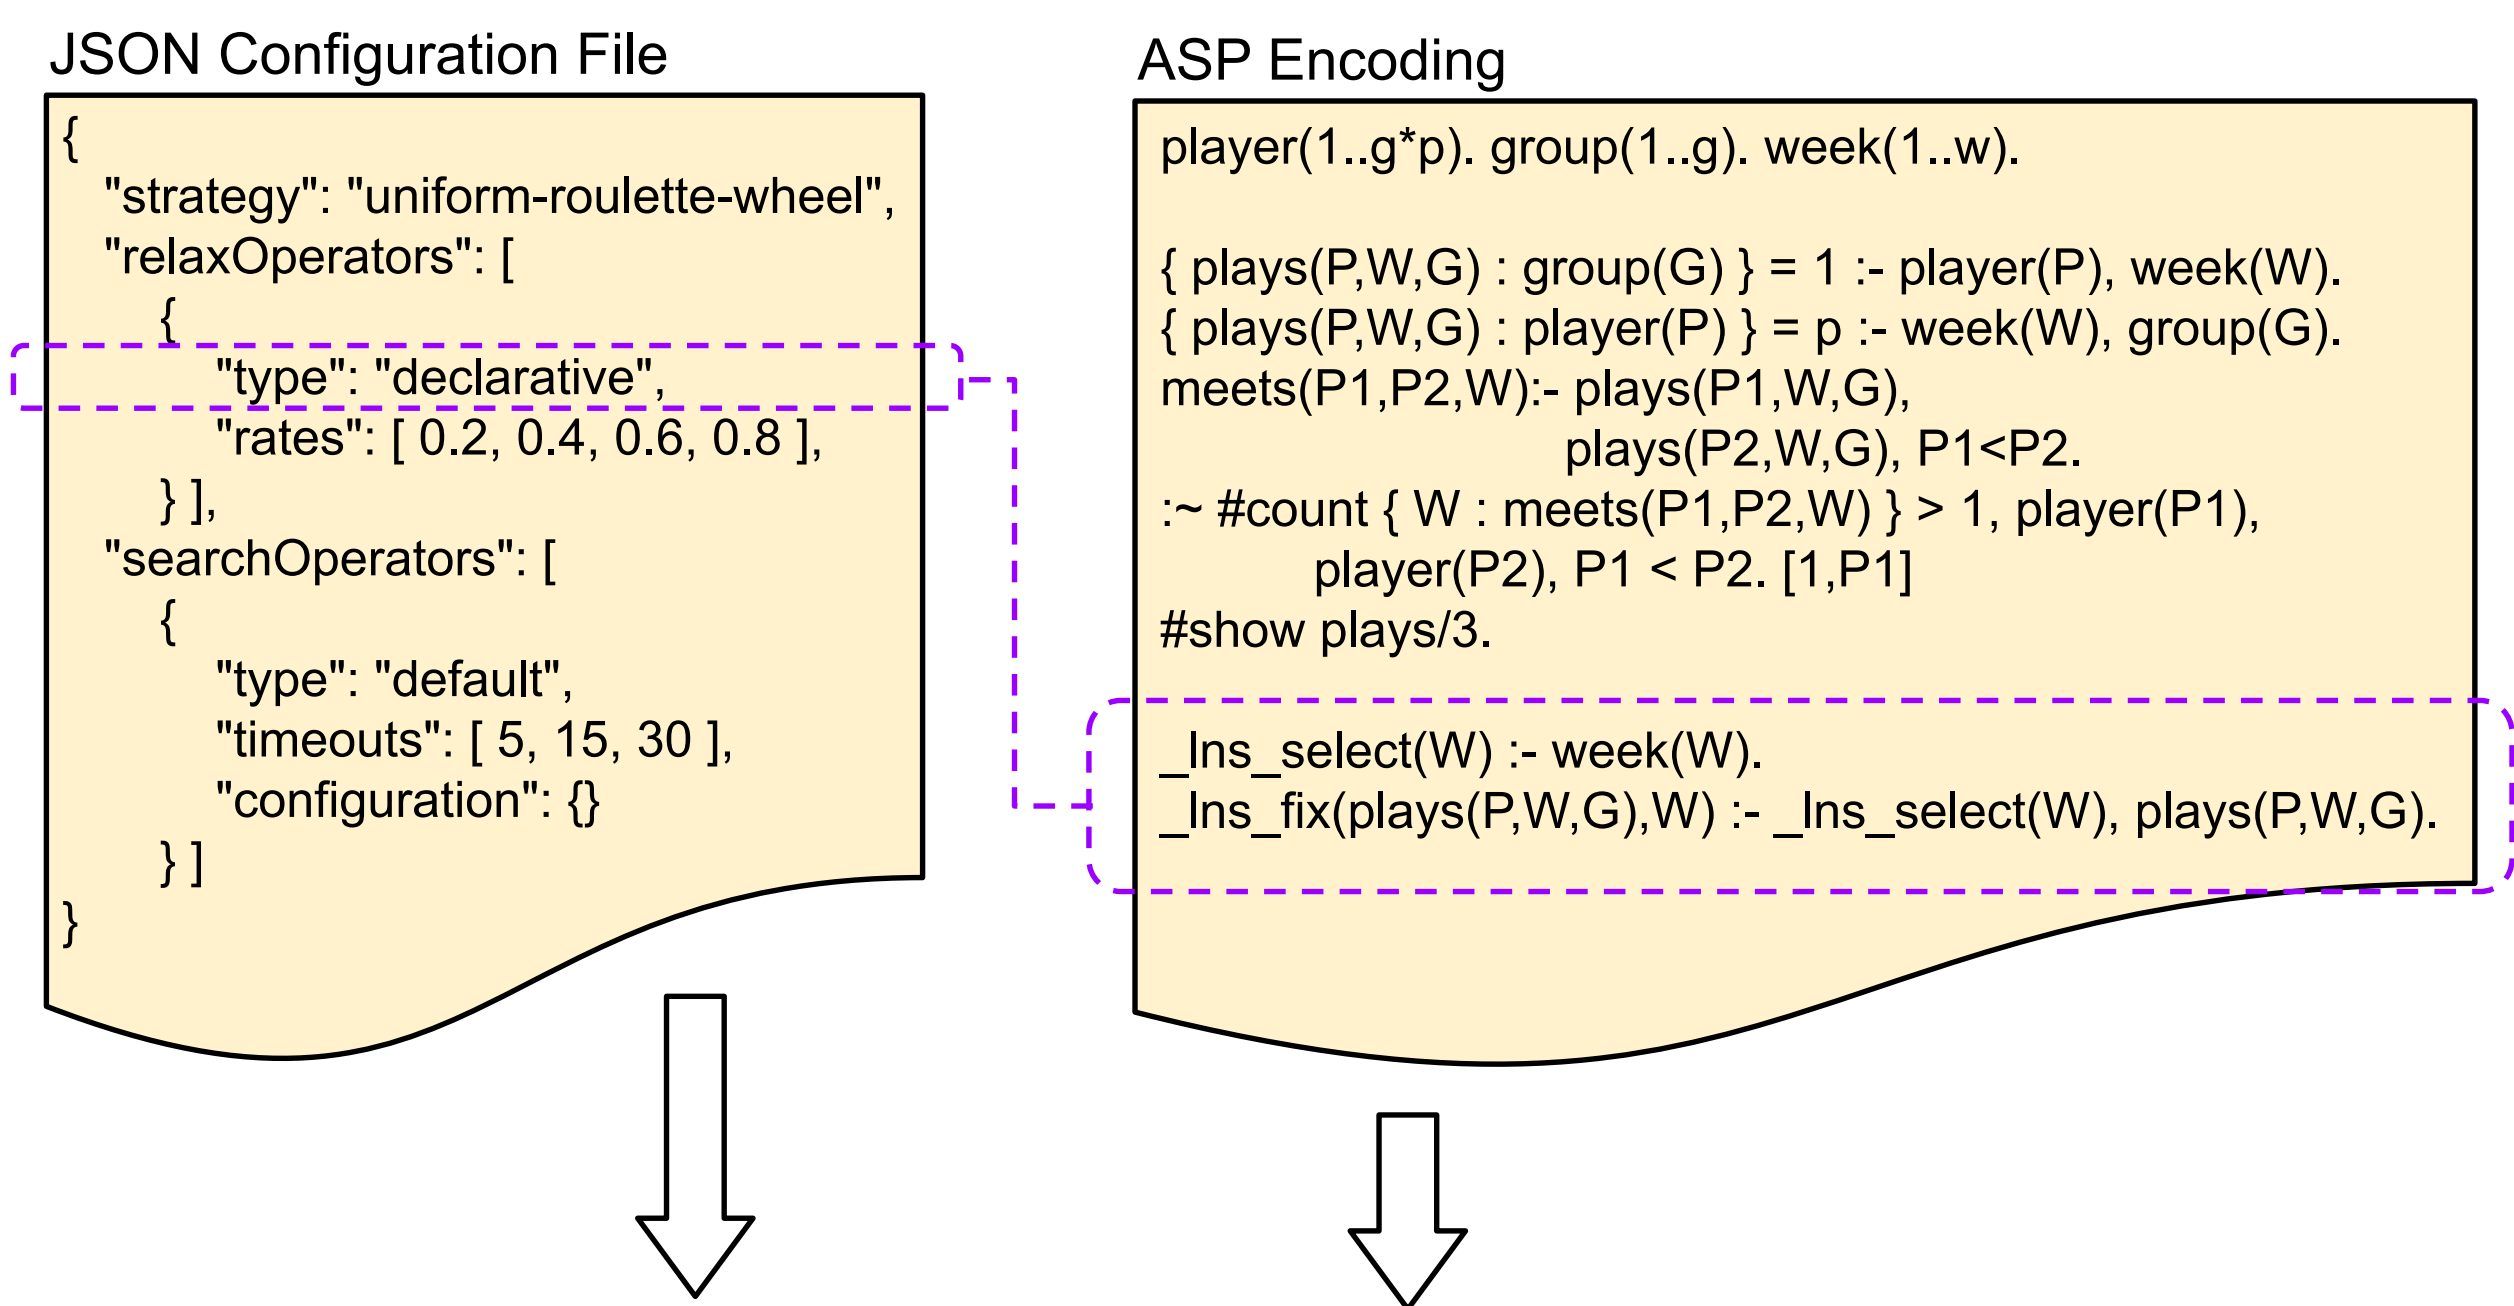 JSON Configuration File
{
"strategy": "uniform-roulette-wheel",
"relaxOperators": [
{
"type": "declarative",
"rates": [ 0.2, 0.4, 0.6, 0.8 ],
} ],
"searchOperators": [
{
"type": "default",
"timeouts": [ 5, 15, 30 ],
"configuration": {}
} ]
}
ASP Encoding
player(1..g*p). group(1..g). week(1..w).
{ plays(P,W,G) : group(G) } = 1 :- player(P), week(W).
{ plays(P,W,G) : player(P) } = p :- week(W), group(G).
meets(P1,P2,W):- plays(P1,W,G),
plays(P2,W,G), P1<P2.
:~ #count { W : meets(P1,P2,W) } > 1, player(P1),
player(P2), P1 < P2. [1,P1]
#show plays/3.
_lns_select(W) :- week(W).
_lns_fix(plays(P,W,G),W) :- _lns_select(W), plays(P,W,G).